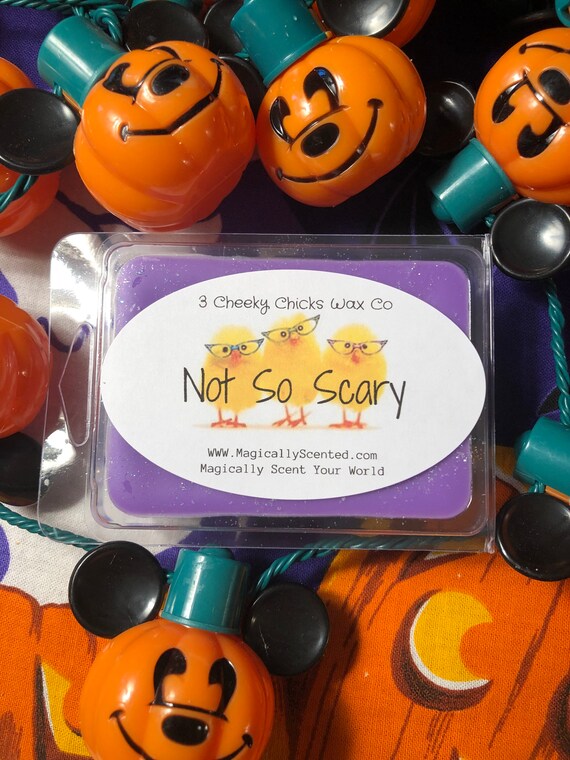 3 Cheeky Chicks Wax Co
Not So Scary
WWW.MagicallyScented.com
Magically Scent Your World